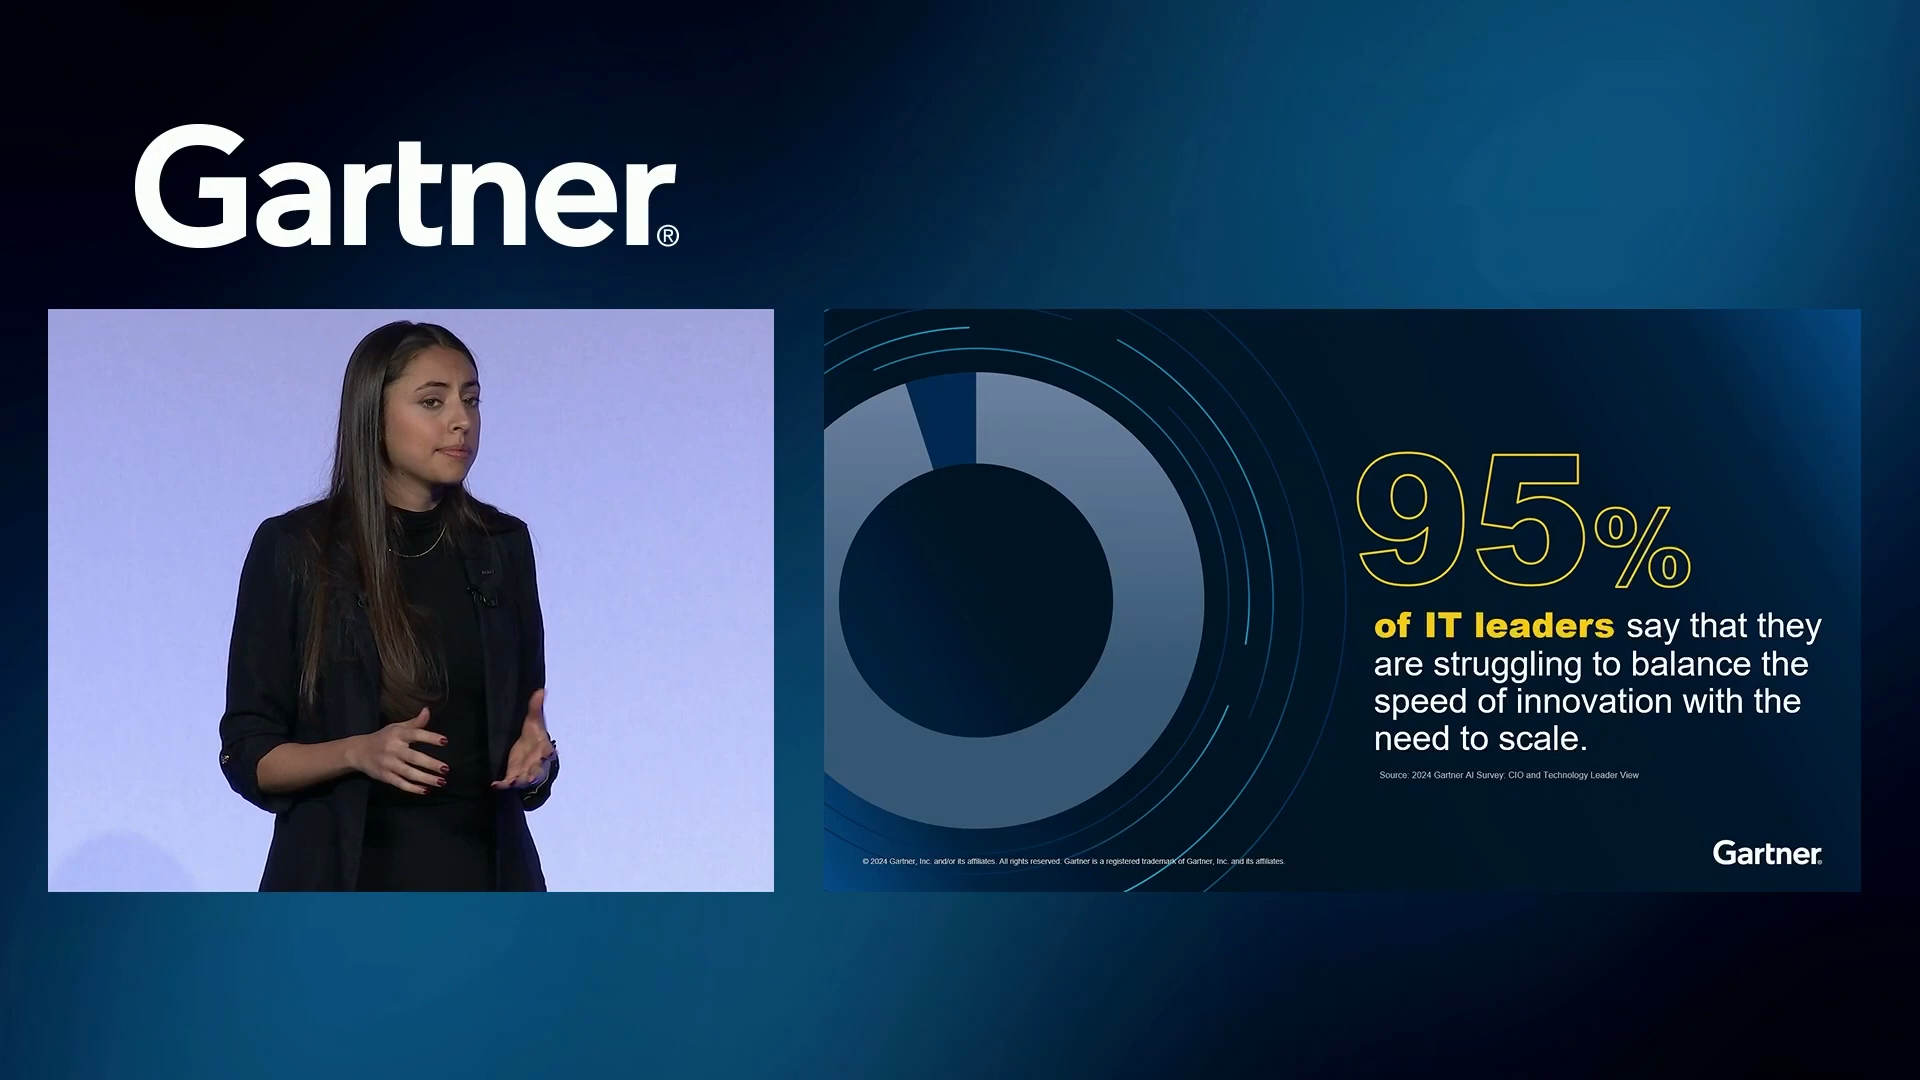 Gartner®
95%
of IT leaders say that they
are struggling to balance the
speed of innovation with the
need to scale.
Source: 2024 Gartner AI Survey: CIO and Technology Leader View
© 2024 Gartner, Inc. and/or its affiliates. All rights reserved. Gartner is a registered trademark of Gartner, Inc. and its affiliates.
Gartner®